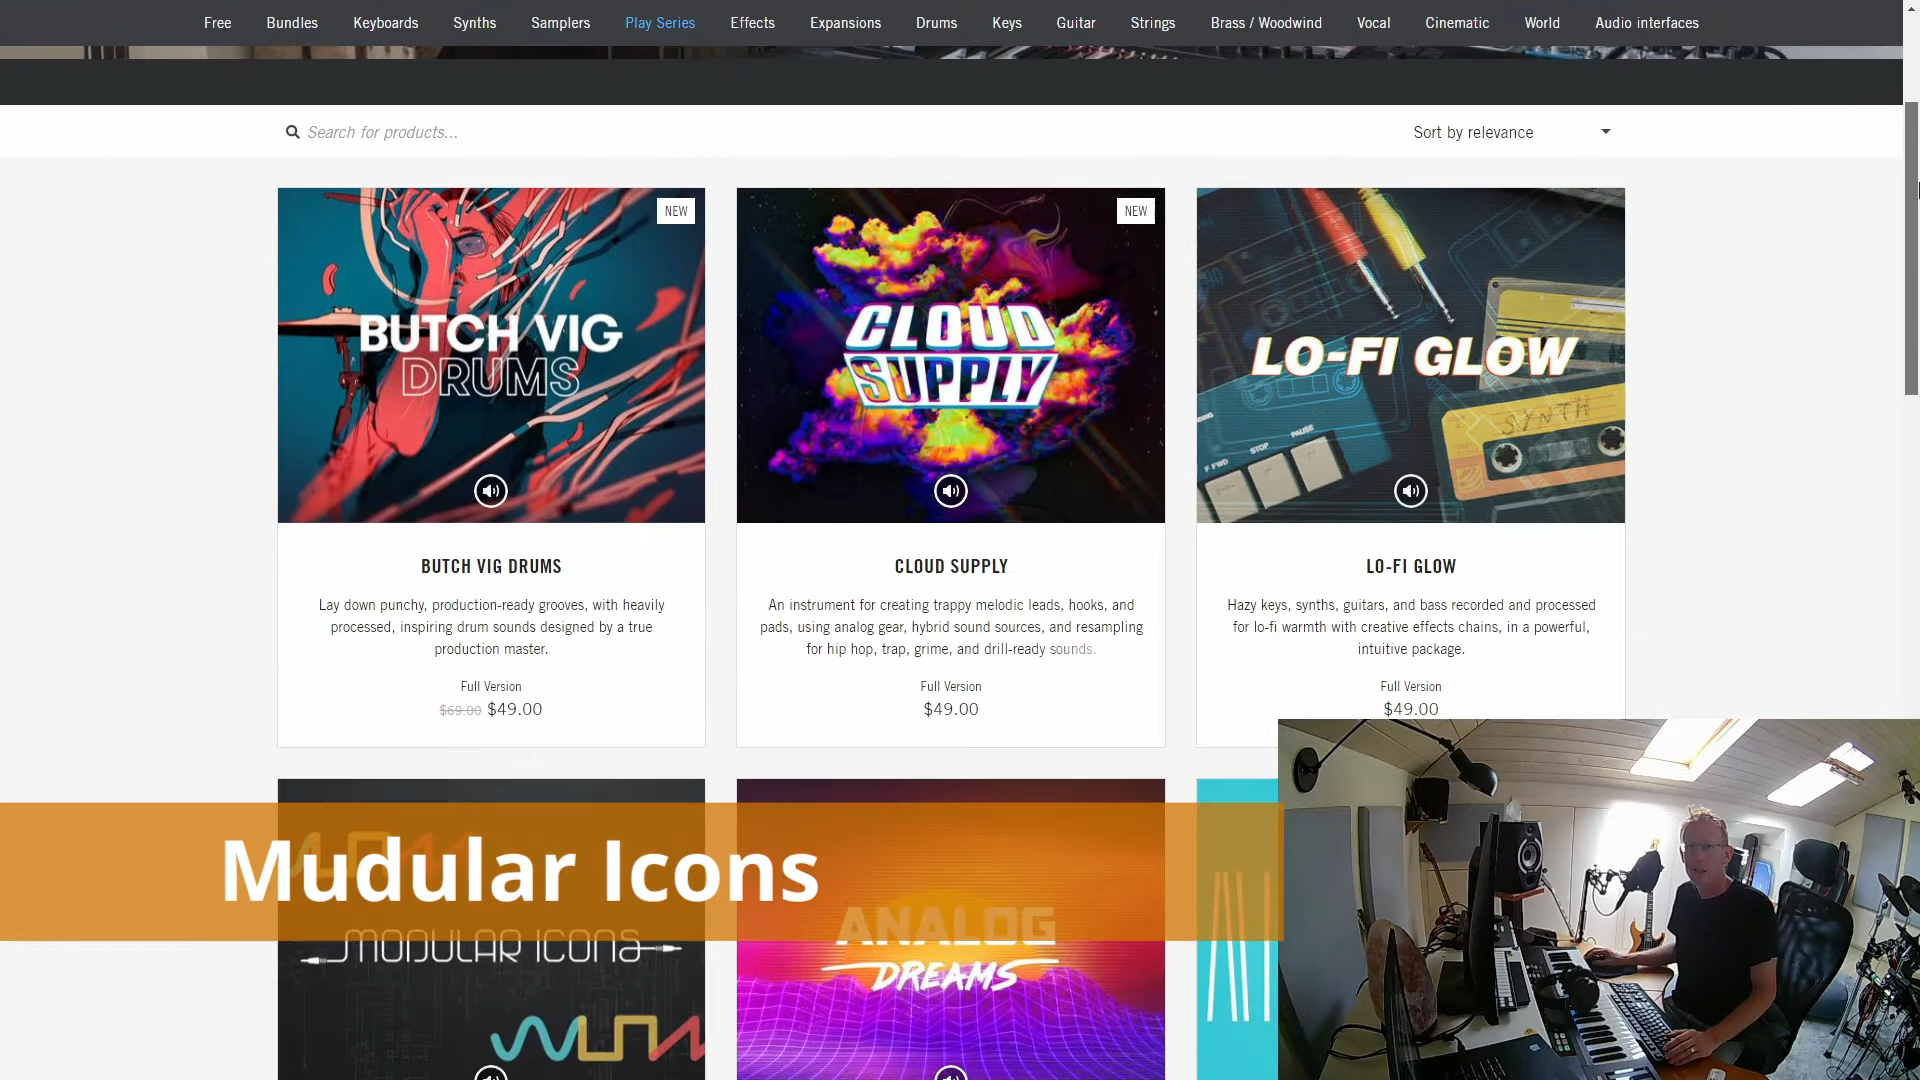 Free Bundles Keyboards Synths Samplers Play Series Effects Expansions Drums Keys Guitar Strings Brass / Woodwind Vocal Cinematic World Audio interfaces
Search for products...
Sort by relevance
NEW
BUTCH VIG
DRUMS
NEW
CLOUD
SUPPLY
LO-FI GLOW
F FWD
STOP
PAUSE
SYNTH
BUTCH VIG DRUMS
Lay down punchy, production-ready grooves, with heavily
processed, inspiring drum sounds designed by a true
production master.
Full Version
$69.00 $49.00
CLOUD SUPPLY
An instrument for creating trappy melodic leads, hooks, and
pads, using analog gear, hybrid sound sources, and resampling
for hip hop, trap, grime, and drill-ready sounds.
Full Version
$49.00
LO-FI GLOW
Hazy keys, synths, guitars, and bass recorded and processed
for lo-fi warmth with creative effects chains, in a powerful,
intuitive package.
Full Version
$49.00
Mudular Icons
MODULAR ICONS
ANALOG
DREAMS